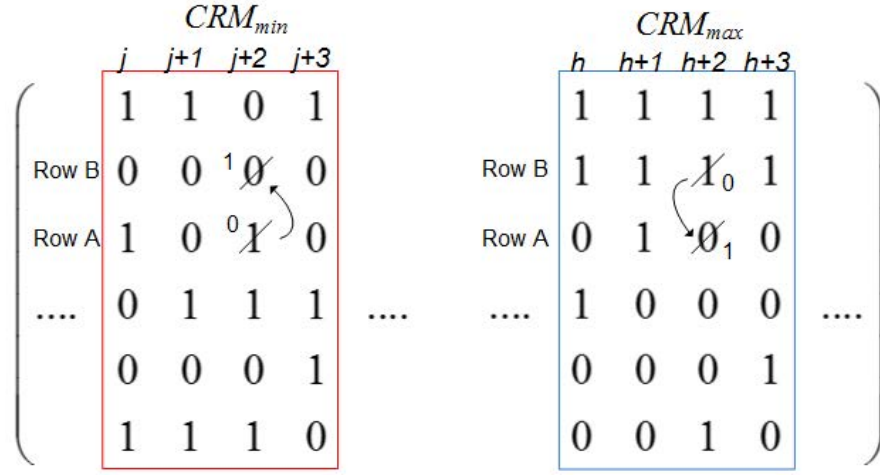 CRM_min CRM_max
j j+1 j+2 j+3 h h+1 h+2 h+3
1 1 0 1 1 1 1 1
Row B 0 0 1 0 0 Row B 1 1 1 0 1
Row A 1 0 0 1 0 Row A 0 1 0 1 0
.... 0 1 1 1 .... .... 1 0 0 0 ....
0 0 0 1 0 0 0 1
1 1 1 0 0 0 1 0